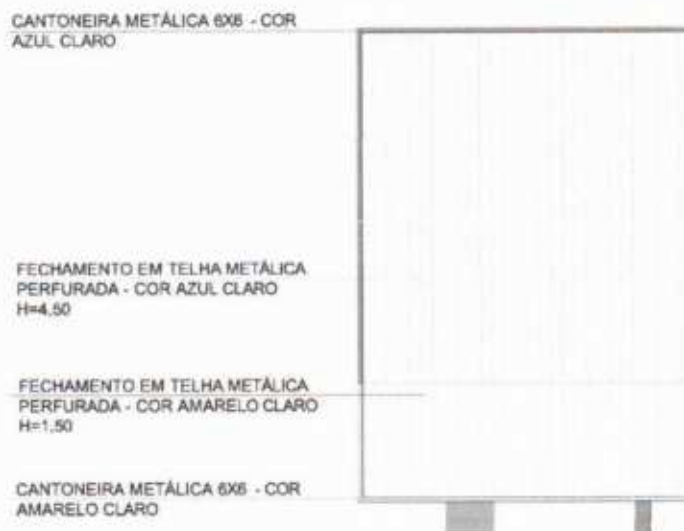 CANTONEIRA METÁLICA 6X6 - COR
AZUL CLARO
FECHAMENTO EM TELHA METÁLICA
PERFURADA - COR AZUL CLARO
H=4,50
FECHAMENTO EM TELHA METÁLICA
PERFURADA - COR AMARELO CLARO
H=1,50
CANTONEIRA METÁLICA 6X6 - COR
AMARELO CLARO